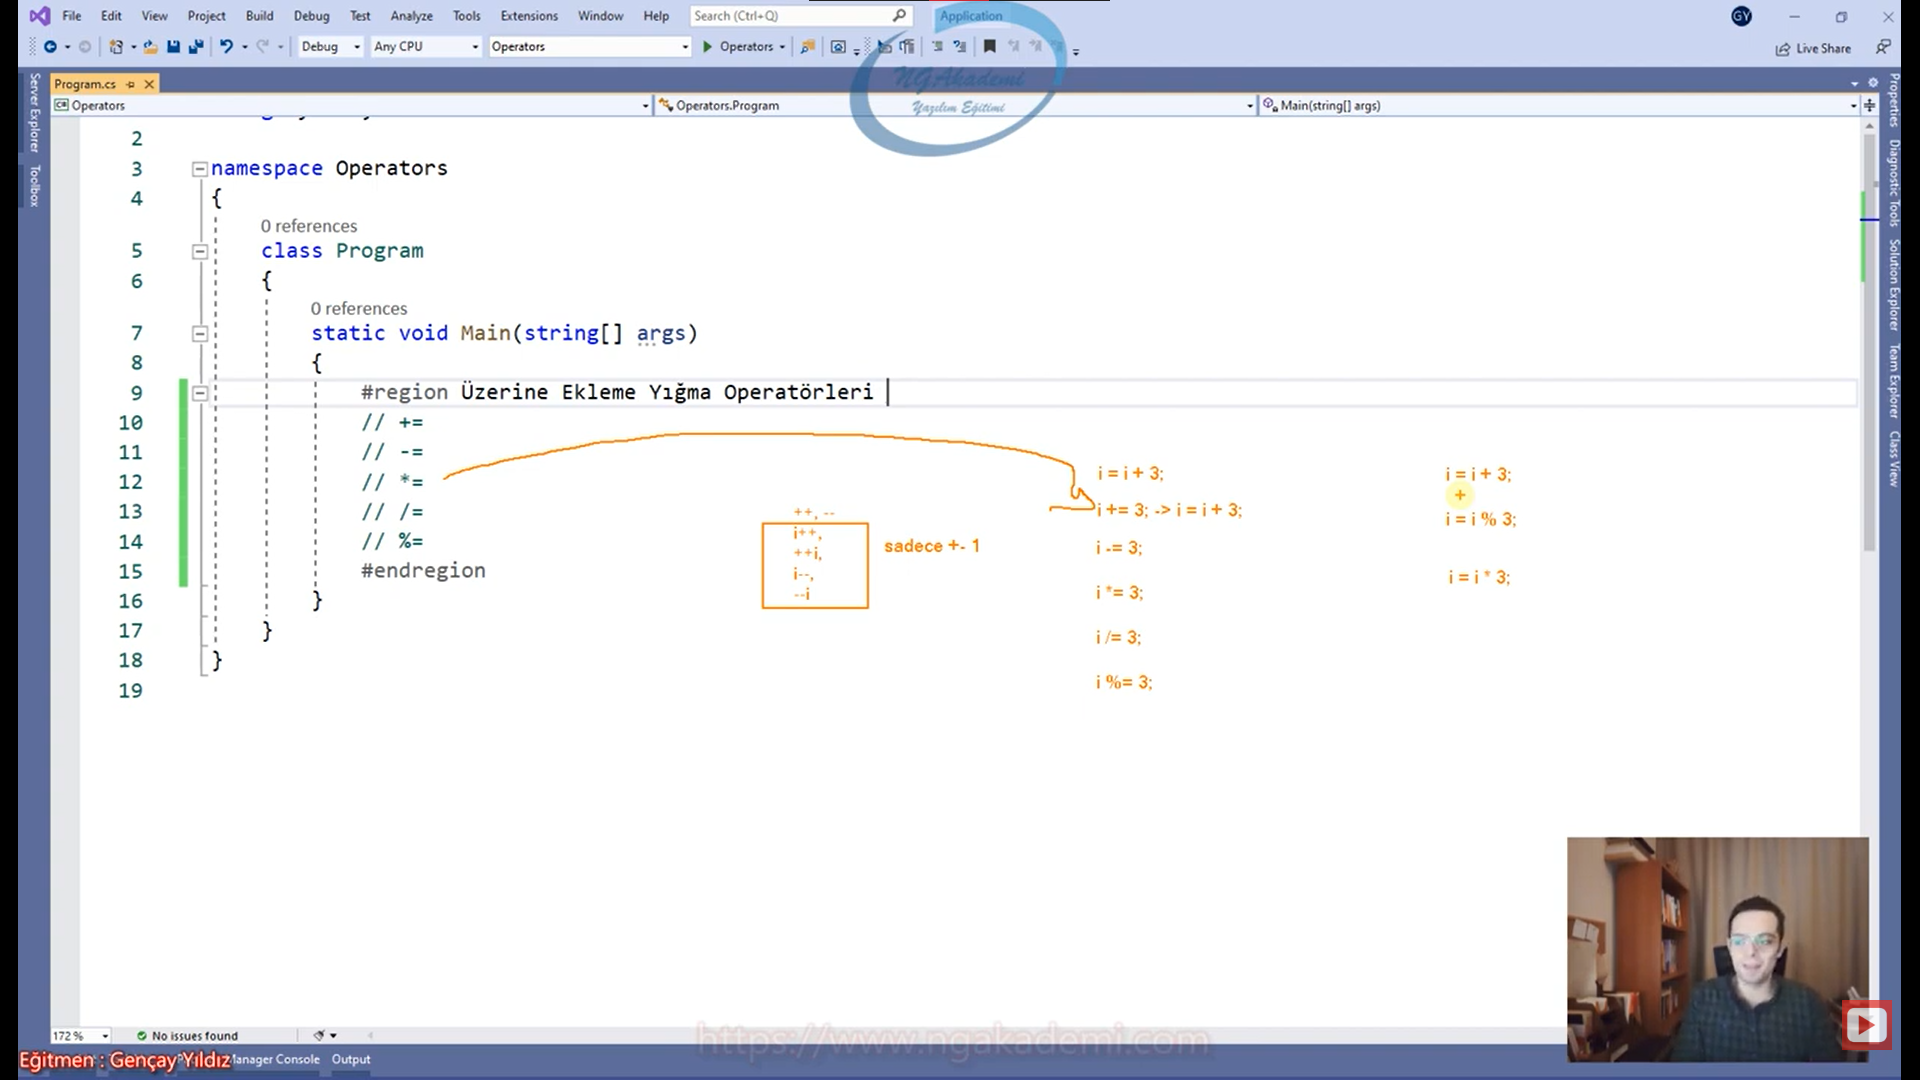 File Edit View Project Build Debug Test Analyze Tools Extensions Window Help Search (Ctrl+Q) Application GY
Debug Any CPU Operators Operators Live Share
NGAkademi
Yazılım Eğitimi
Program.cs
Operators Operators.Program Main(string[] args)
Server Explorer
Toolbox
Properties
Diagnostic Tools
Solution Explorer
Team Explorer
Class View
2
3 namespace Operators
4 {
0 references
5 class Program
6 {
0 references
7 static void Main(string[] args)
8 {
9 #region Üzerine Ekleme Yığma Operatörleri
10 // +=
11 // -=
12 // *=
13 // /=
14 // %=
15 #endregion
16 }
17 }
18 }
19
++, --
i++,
++i,
i--,
--i
sadece +- 1
i = i + 3;
i += 3; -> i = i + 3;
i -= 3;
i *= 3;
i /= 3;
i %= 3;
i = i + 3;
i = i % 3;
i = i * 3;
172 % No issues found
https://www.ngakademi.com
Eğitmen : Gençay Yıldız Manager Console Output